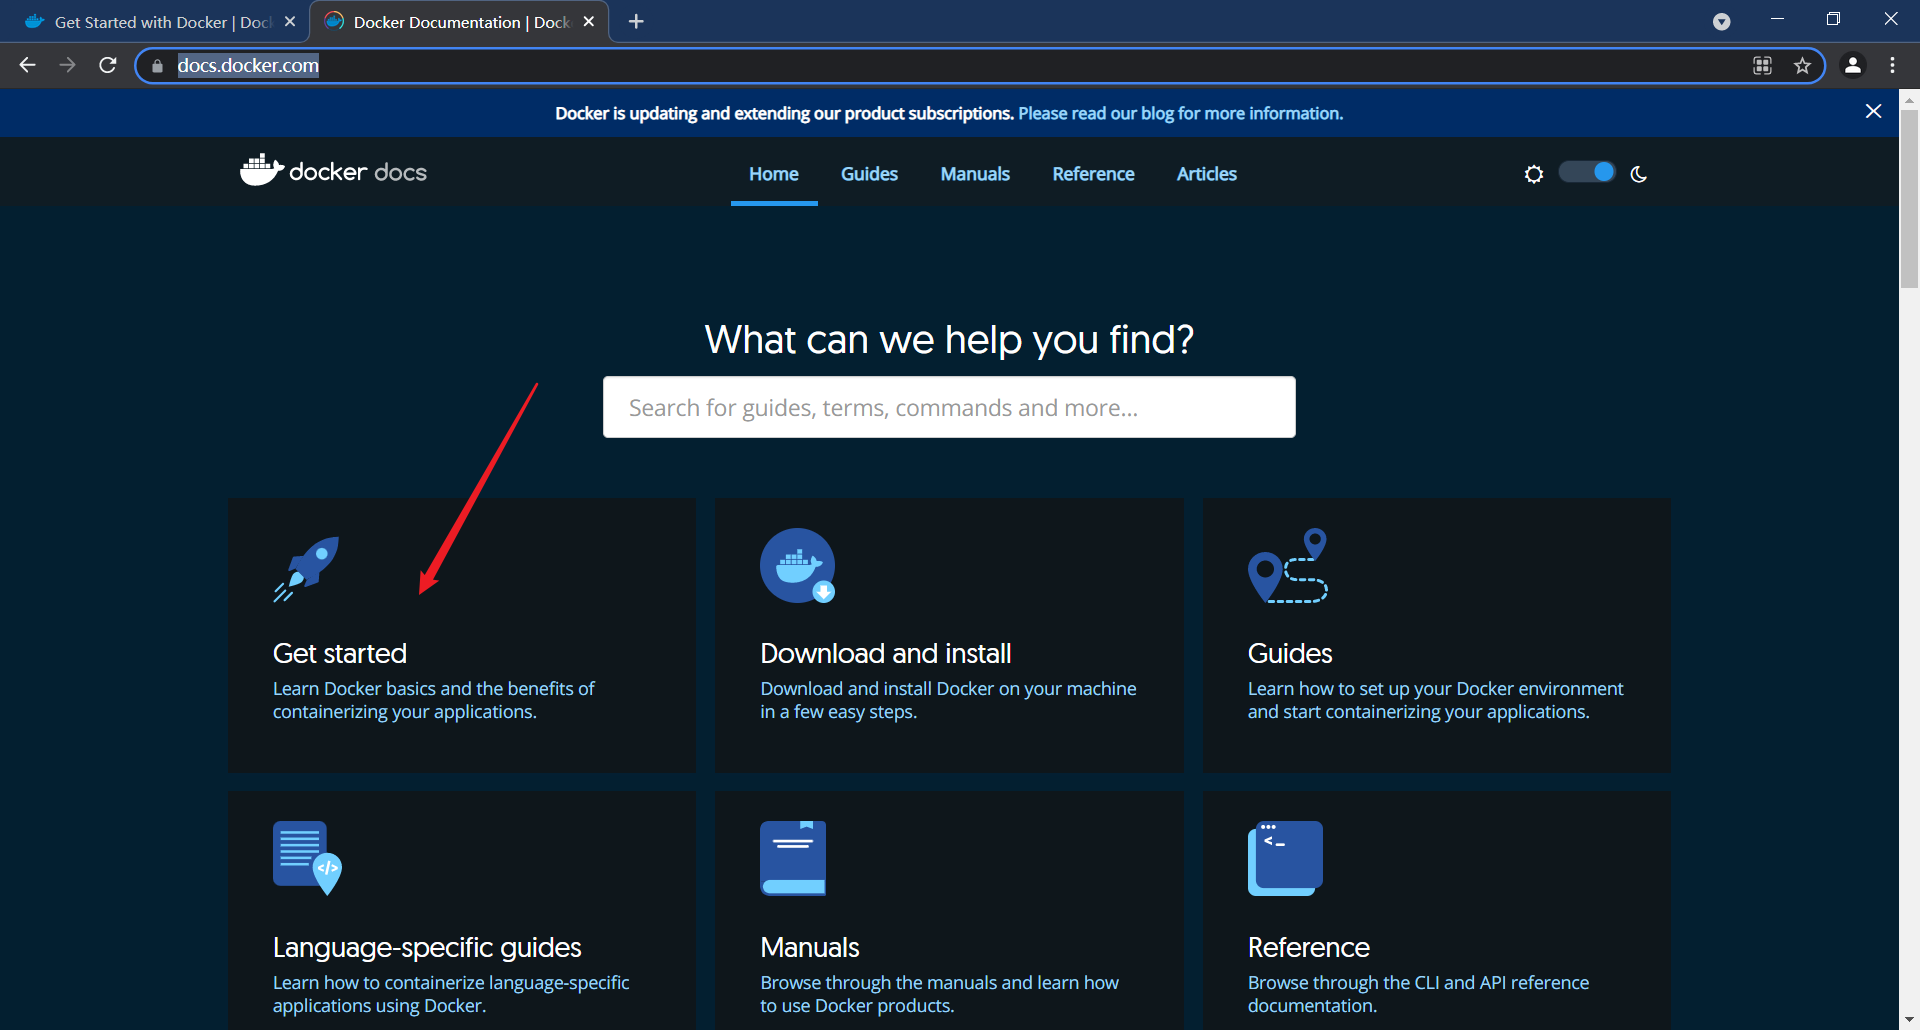 Get Started with Docker | Doc
Docker Documentation | Dock
docs.docker.com
Docker is updating and extending our product subscriptions. Please read our blog for more information.
docker docs
Home
Guides
Manuals
Reference
Articles
What can we help you find?
Search for guides, terms, commands and more...
Get started
Learn Docker basics and the benefits of
containerizing your applications.
Download and install
Download and install Docker on your machine
in a few easy steps.
Guides
Learn how to set up your Docker environment
and start containerizing your applications.
Language-specific guides
Learn how to containerize language-specific
applications using Docker.
Manuals
Browse through the manuals and learn how
to use Docker products.
Reference
Browse through the CLI and API reference
documentation.